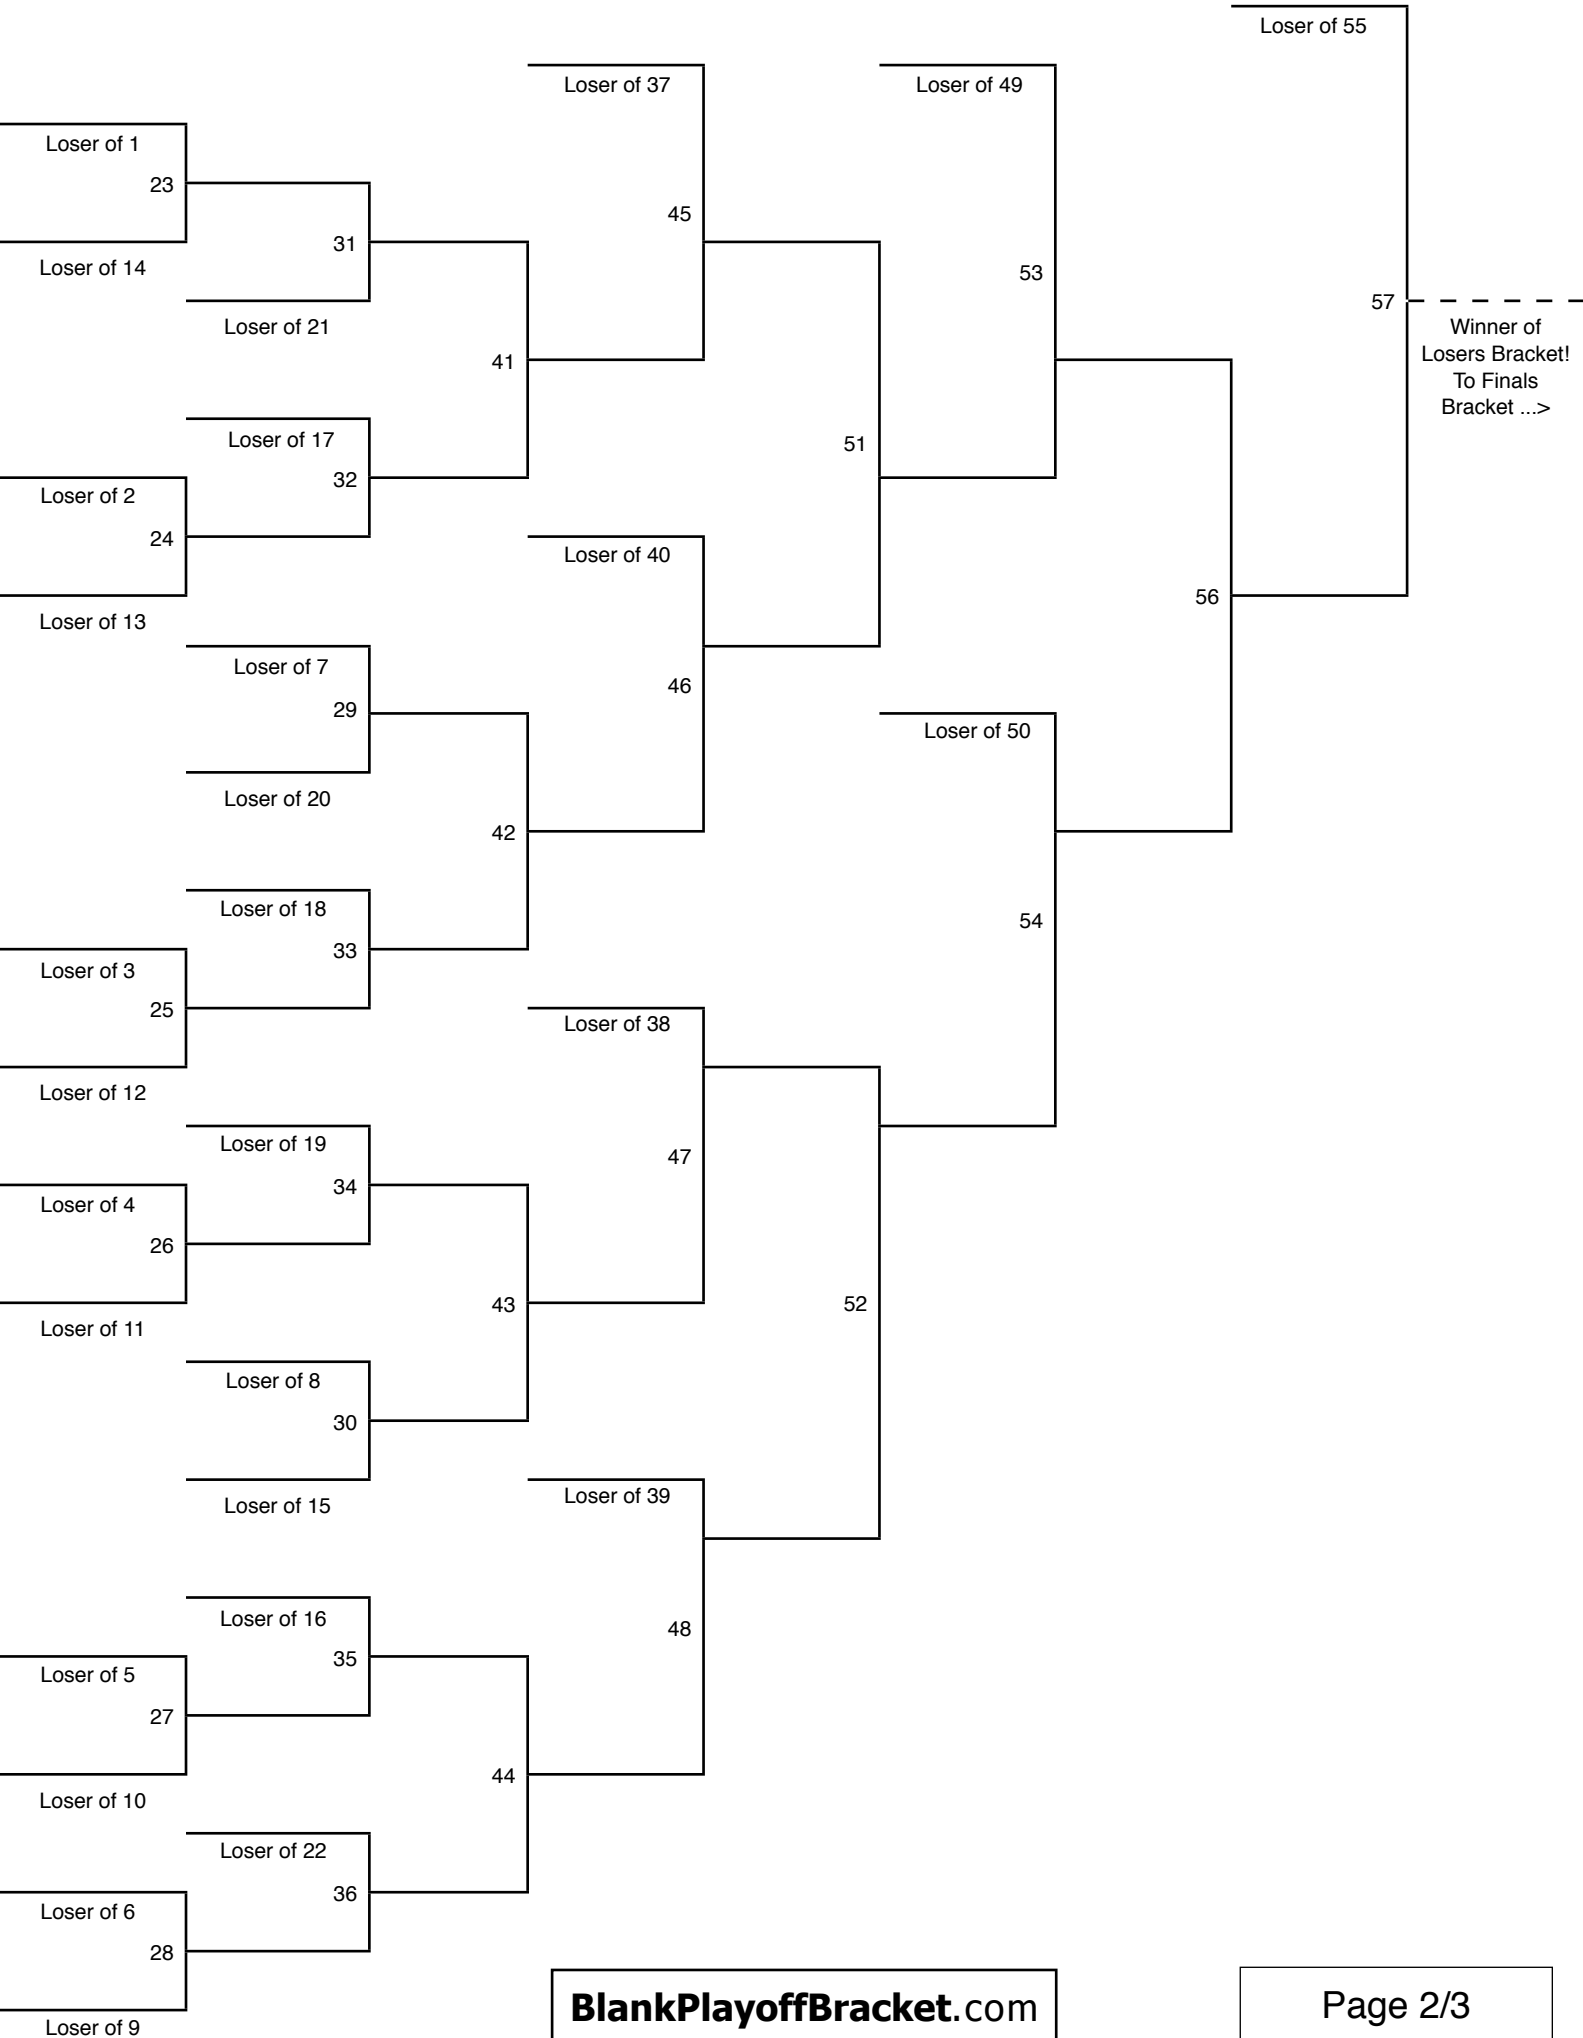 Loser of 55
Loser of 37
Loser of 49
Loser of 1
23
45
31
Loser of 14
53
57
Loser of 21
Winner of
Losers Bracket!
To Finals
Bracket ...>
41
Loser of 17
51
32
Loser of 2
24
Loser of 40
56
Loser of 13
Loser of 7
46
29
Loser of 50
Loser of 20
42
Loser of 18
54
33
Loser of 3
25
Loser of 38
Loser of 12
Loser of 19
47
34
Loser of 4
26
43
52
Loser of 11
Loser of 8
30
Loser of 39
Loser of 15
Loser of 16
48
35
Loser of 5
27
44
Loser of 10
Loser of 22
36
Loser of 6
28
BlankPlayoffBracket.com
Page 2/3
Loser of 9